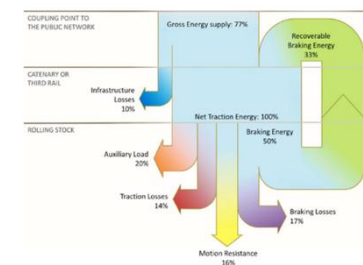 COUPLING POINT TO
THE PUBLIC NETWORK
Gross Energy supply: 77%
Recoverable
Braking Energy
33%
CATENARY OR
THIRD RAIL
Infrastructure
Losses
10%
Net Traction Energy: 100%
ROLLING STOCK
Braking Energy
50%
Auxiliary Load
20%
Traction Losses
14%
Braking Losses
17%
Motion Resistance
16%